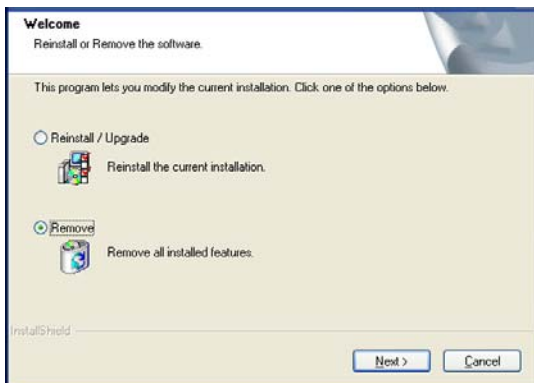 Welcome
Reinstall or Remove the software.
This program lets you modify the current installation. Click one of the options below.
Reinstall / Upgrade
Reinstall the current installation.
Remove
Remove all installed features.
InstallShield
Next >
Cancel